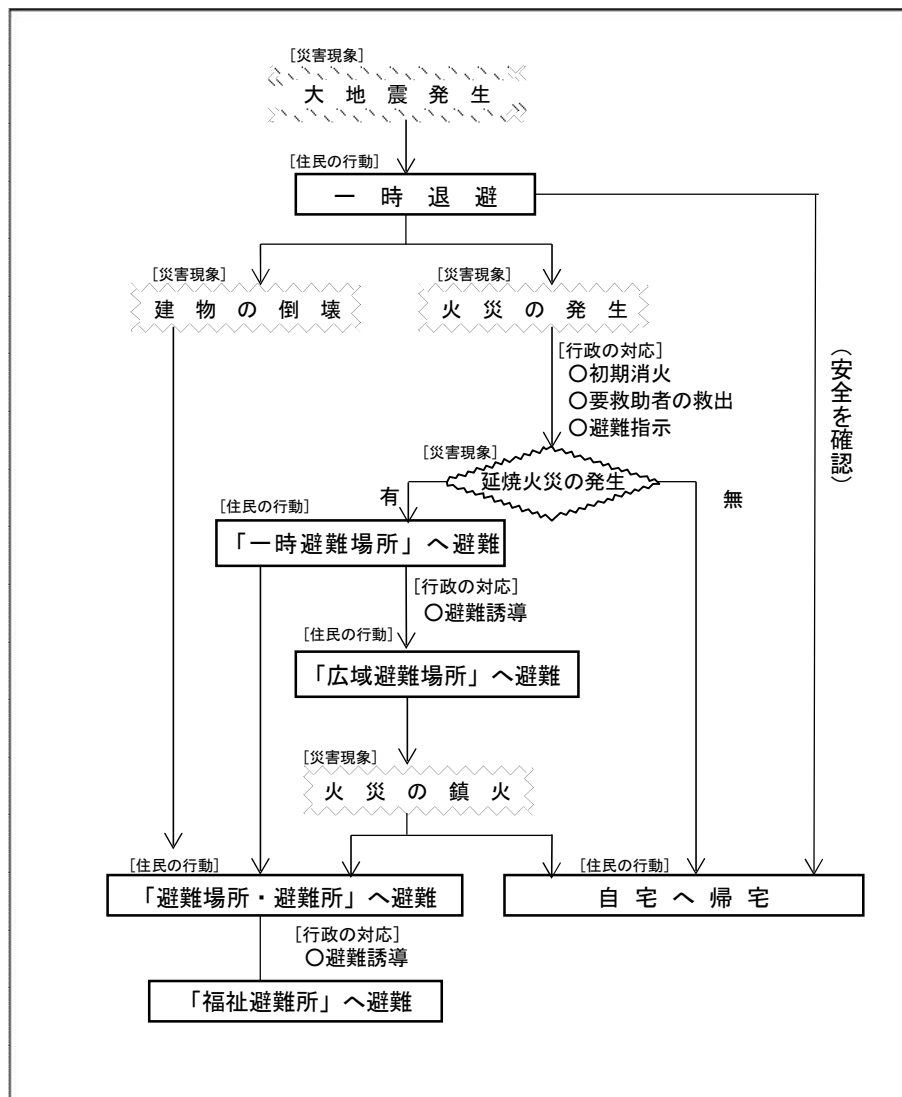 [災害現象]
大地震発生
[住民の行動]
一時退避
[災害現象]
建物の倒壊
[災害現象]
火災の発生
[行政の対応]
〇初期消火
〇要救助者の救出
〇避難指示
(安全を確認)
[災害現象]
延焼火災の発生
有
無
[住民の行動]
「一時避難場所」へ避難
[行政の対応]
〇避難誘導
[住民の行動]
「広域避難場所」へ避難
[災害現象]
火災の鎮火
[住民の行動]
「避難場所・避難所」へ避難
[住民の行動]
自宅へ帰宅
[行政の対応]
〇避難誘導
「福祉避難所」へ避難